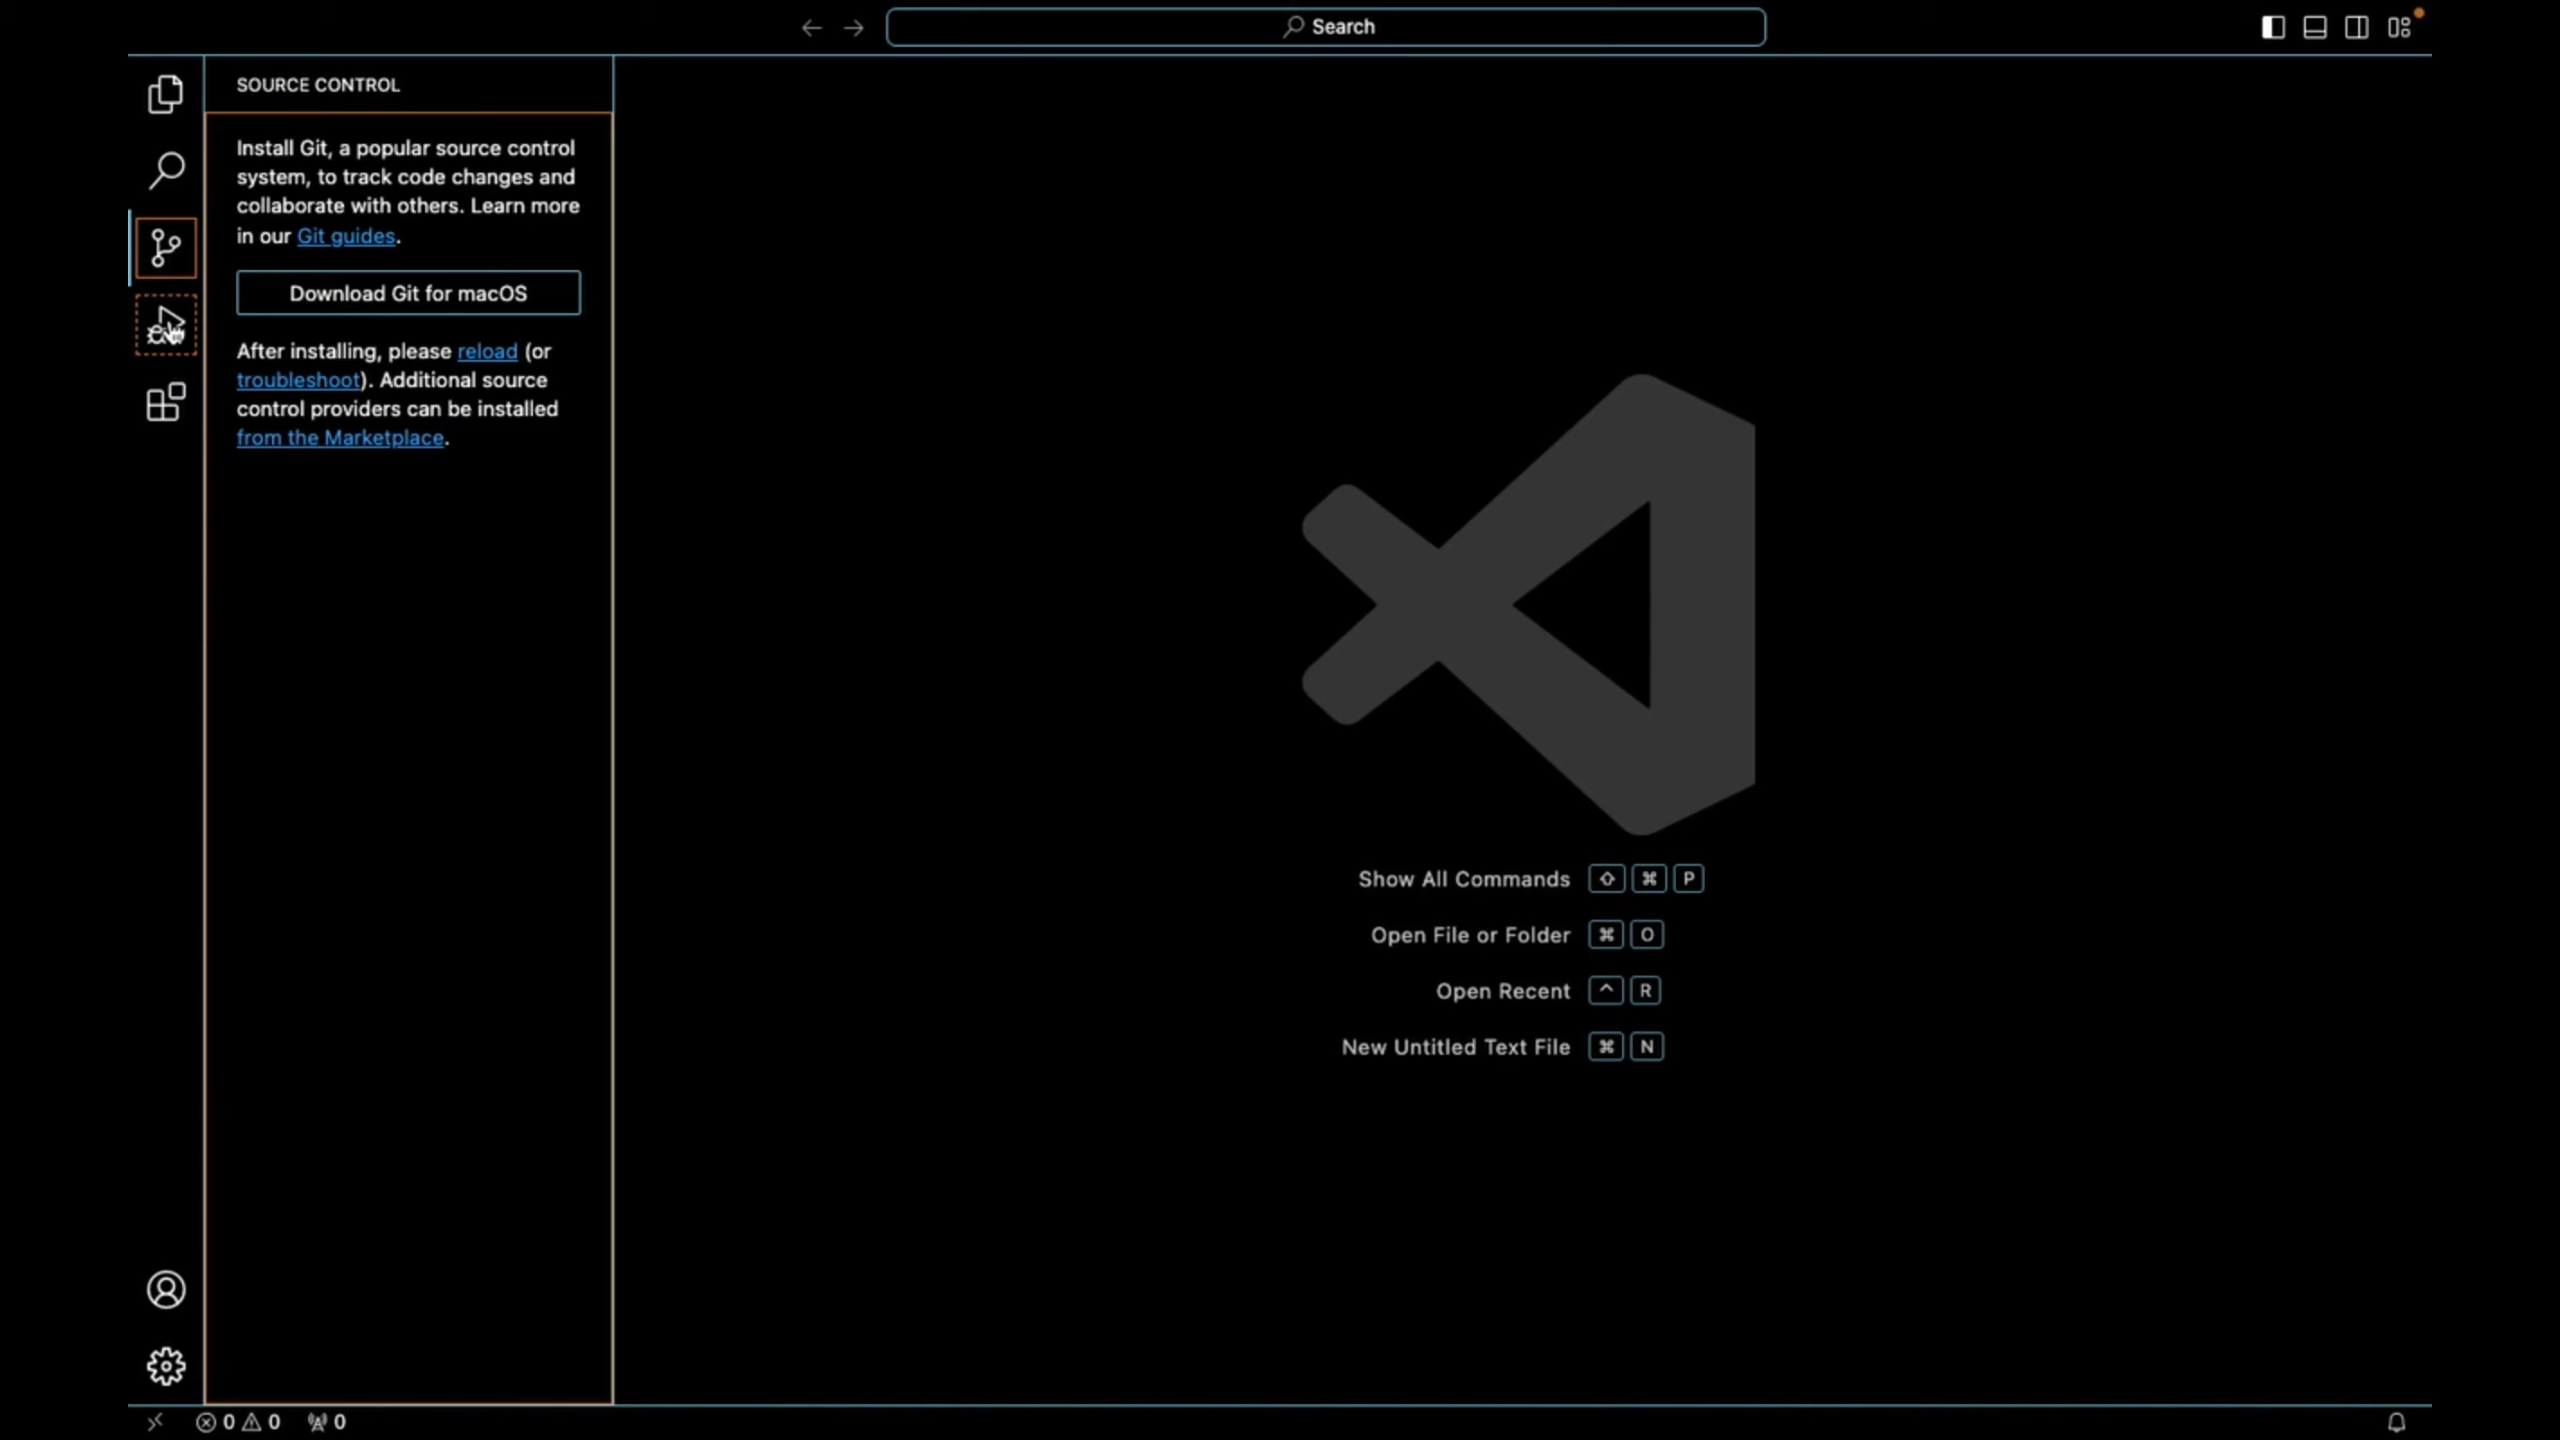 Search
SOURCE CONTROL
Install Git, a popular source control
system, to track code changes and
collaborate with others. Learn more
in our Git guides.
Download Git for macOS
After installing, please reload (or
troubleshoot). Additional source
control providers can be installed
from the Marketplace.
Show All Commands ⇧ ⌘ P
Open File or Folder ⌘ O
Open Recent ^ R
New Untitled Text File ⌘ N
0 0 0